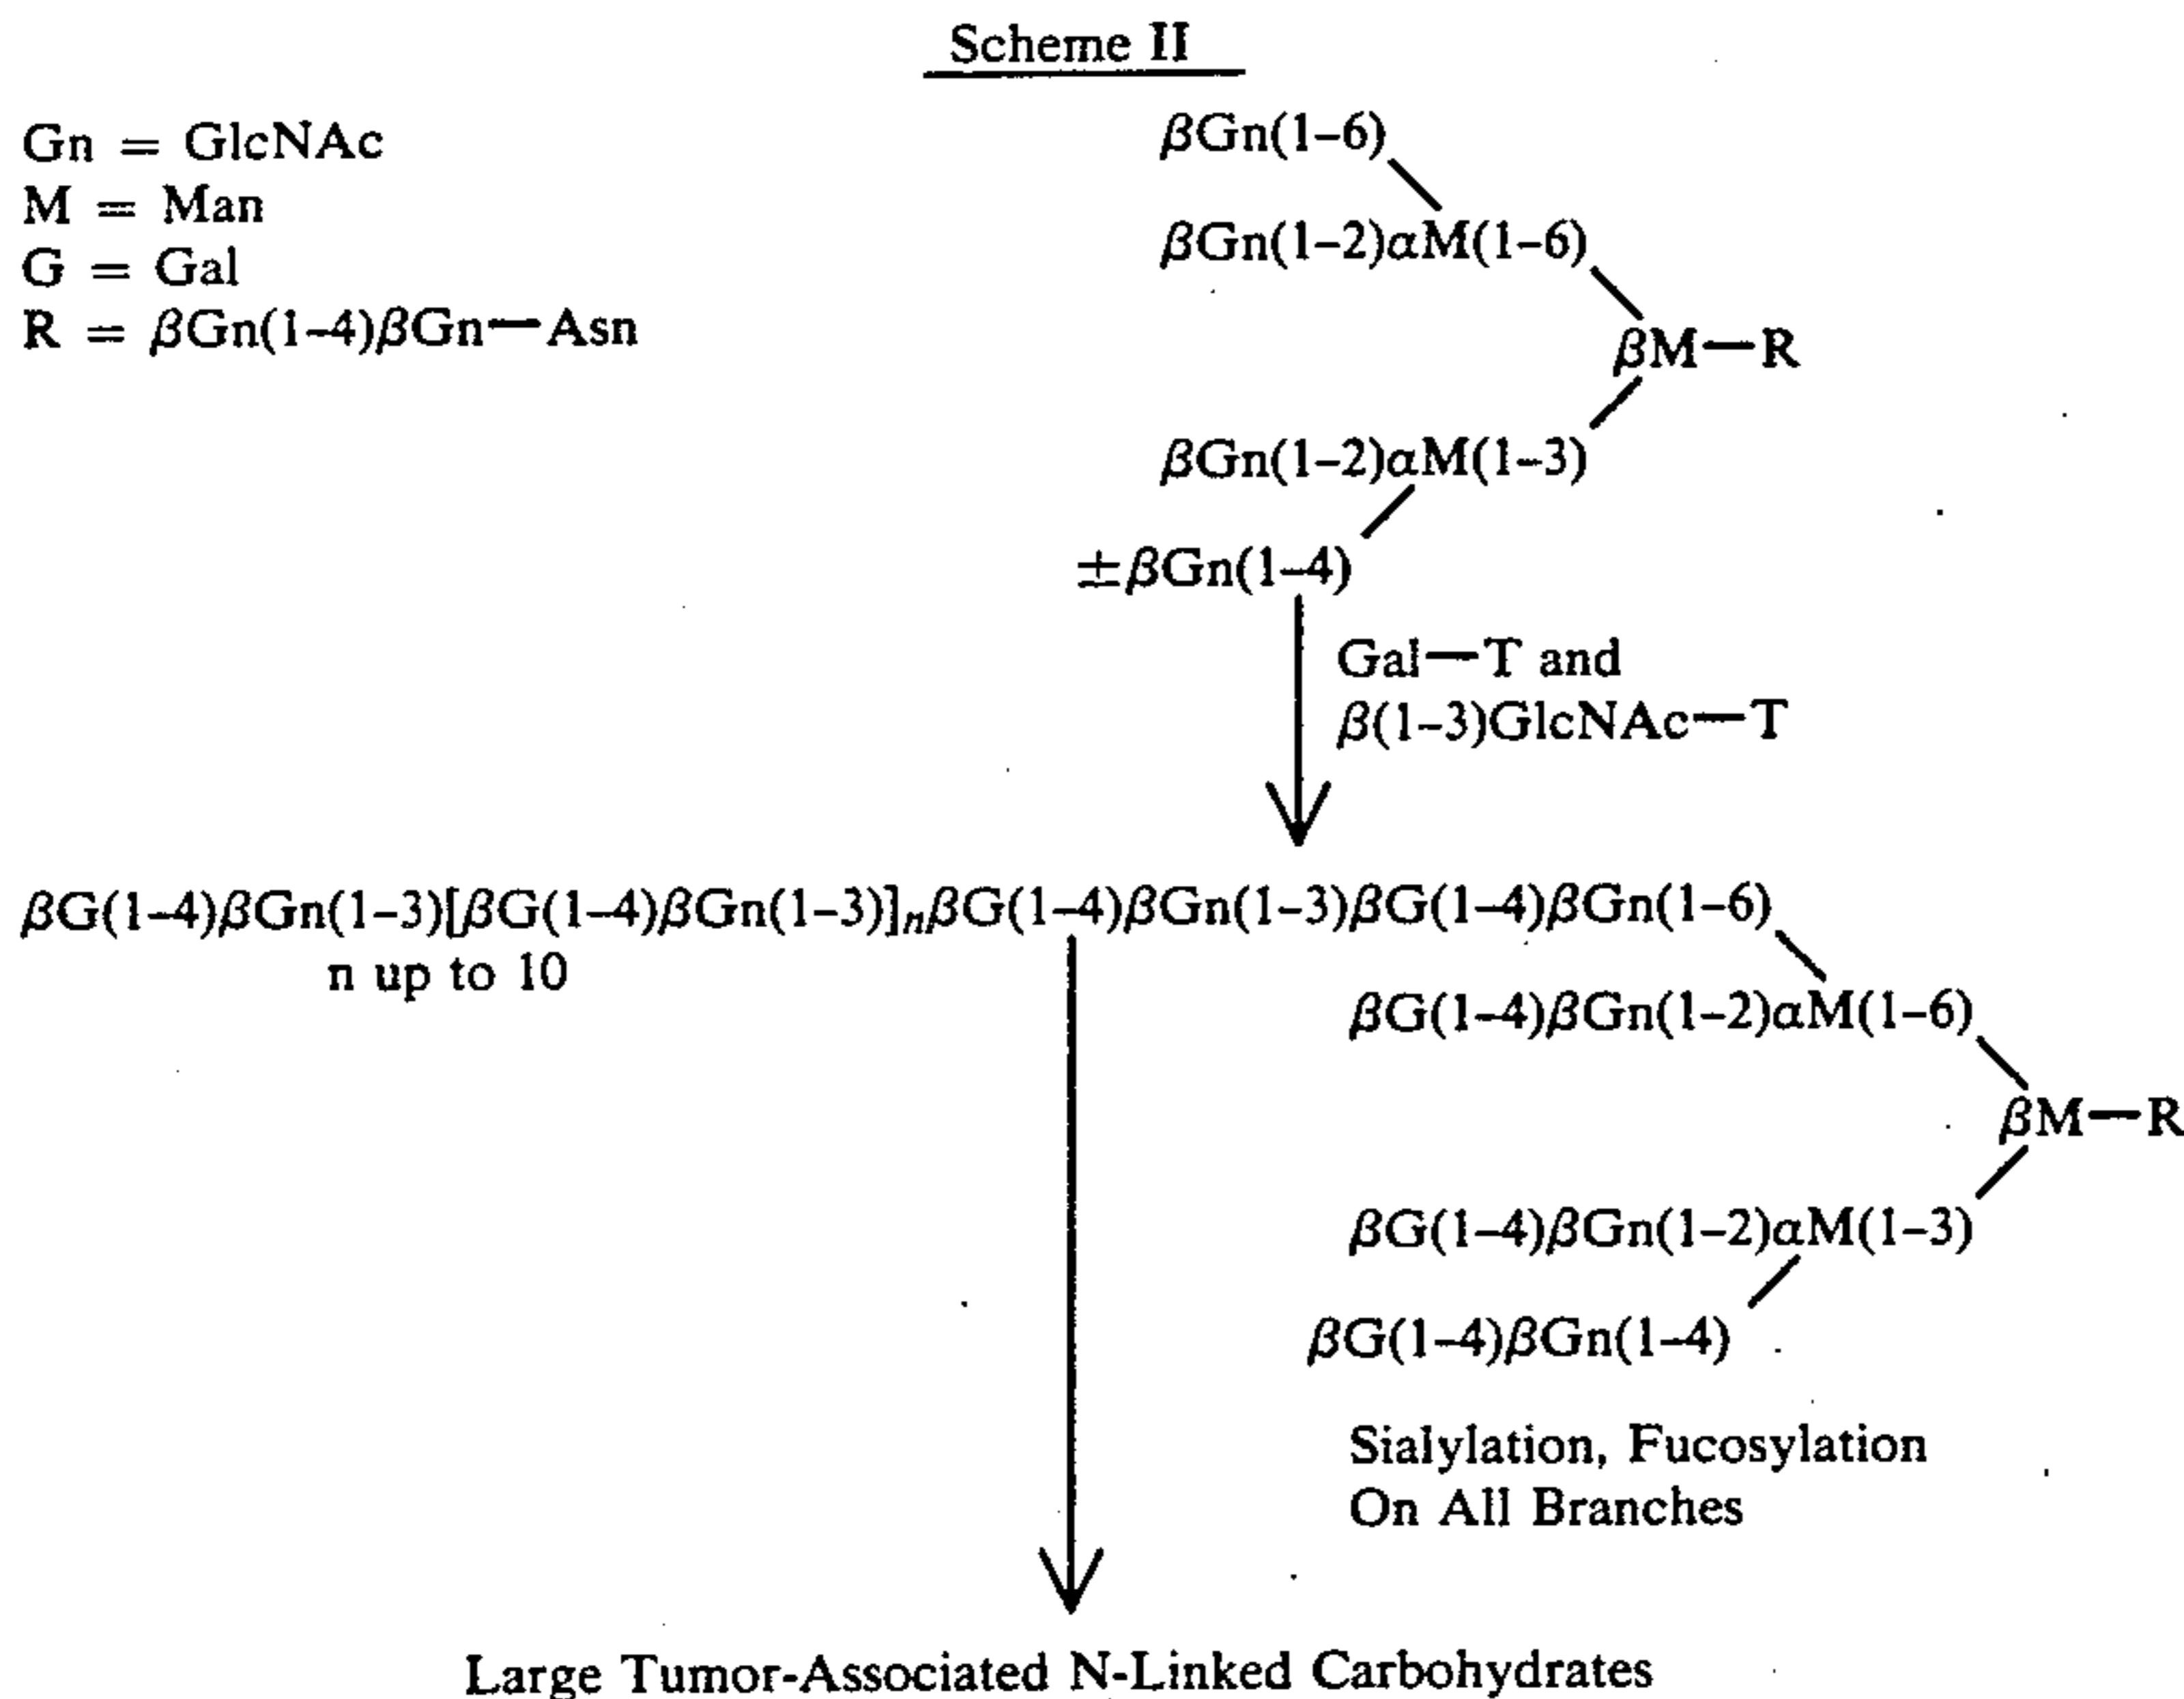 Scheme II
Gn = GlcNAc
M = Man
G = Gal
R = βGn(1–4)βGn—Asn
βGn(1–6)
βGn(1–2)αM(1–6)
βM—R
βGn(1–2)αM(1–3)
±βGn(1–4)
Gal—T and
β(1–3)GlcNAc—T
βG(1–4)βGn(1–3)[βG(1–4)βGn(1–3)]nβG(1–4)βGn(1–3)βG(1–4)βGn(1–6)
n up to 10
βG(1–4)βGn(1–2)αM(1–6)
βM—R
βG(1–4)βGn(1–2)αM(1–3)
βG(1–4)βGn(1–4)
Sialylation, Fucosylation
On All Branches
Large Tumor-Associated N-Linked Carbohydrates